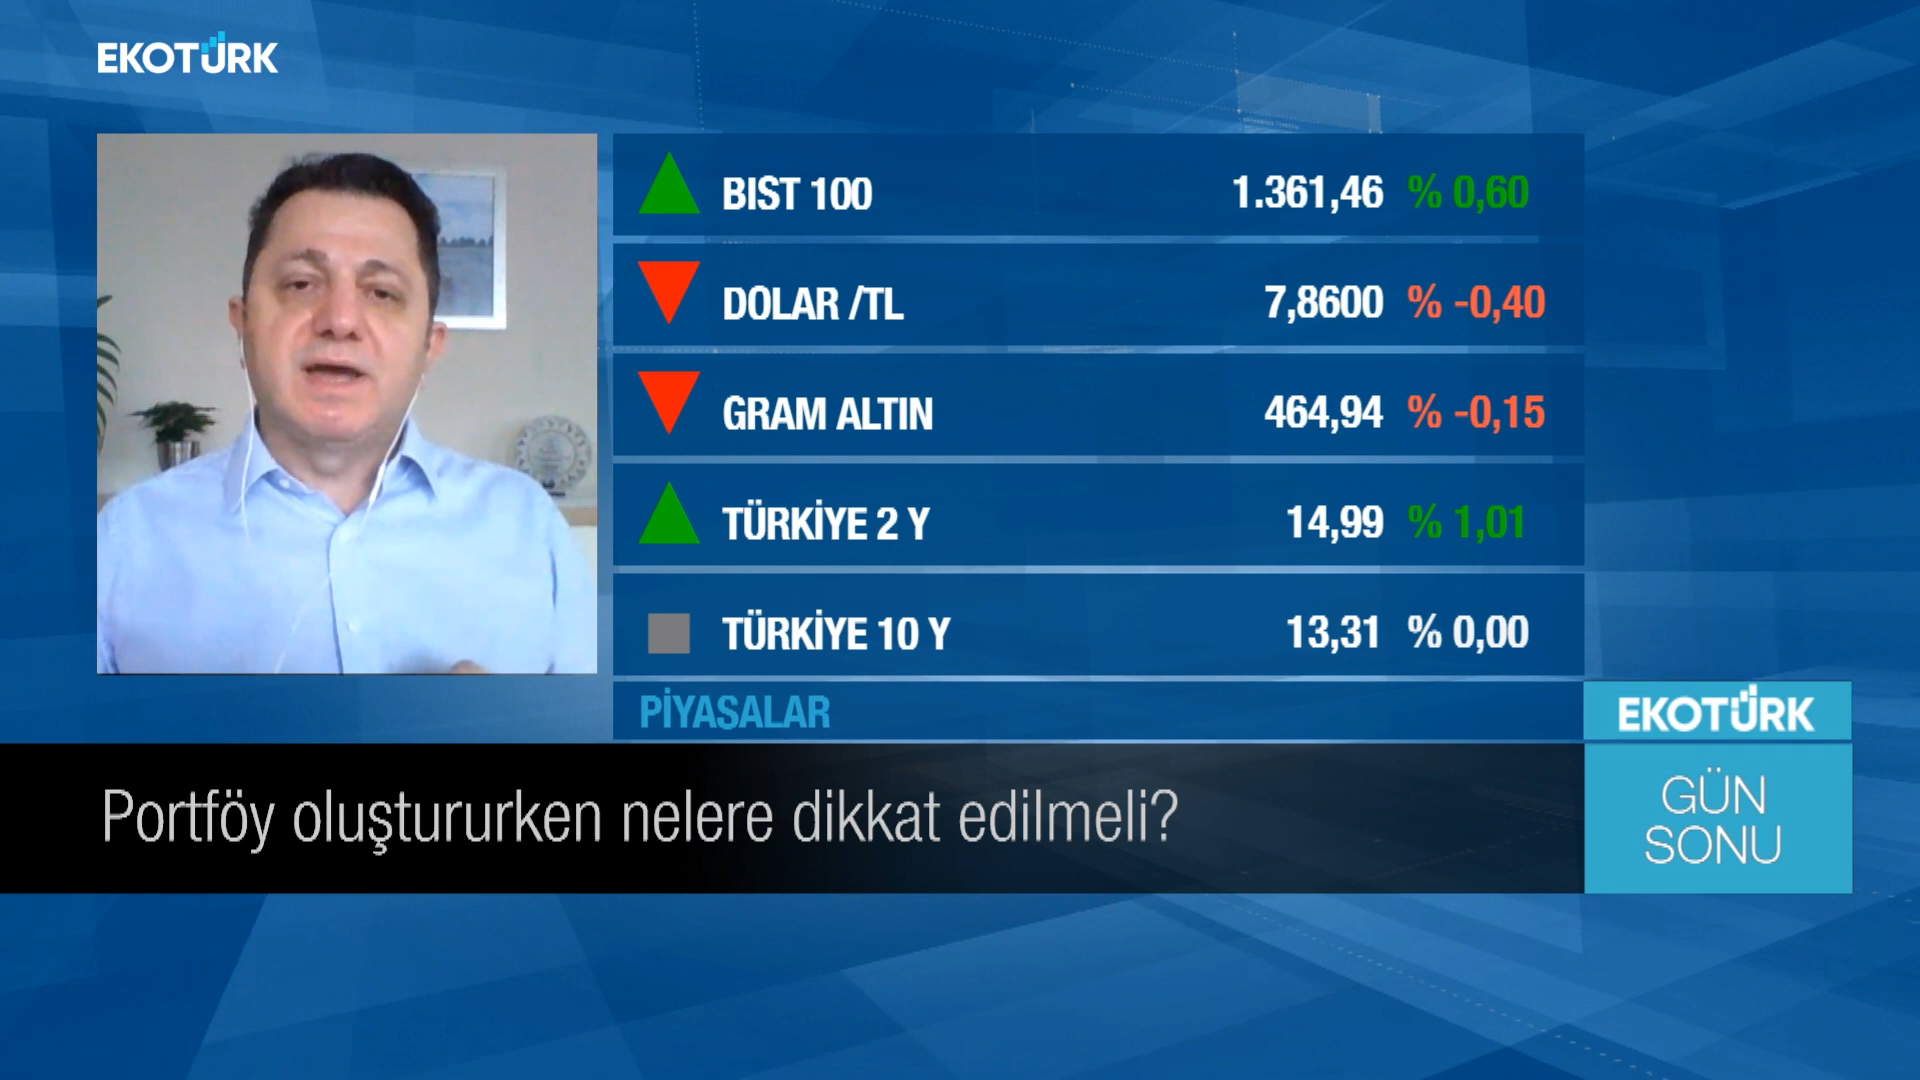 EKOTÜRK
BIST 100 1.361,46 % 0,60
DOLAR /TL 7,8600 % -0,40
GRAM ALTIN 464,94 % -0,15
TÜRKİYE 2 Y 14,99 % 1,01
TÜRKİYE 10 Y 13,31 % 0,00
PİYASALAR
EKOTÜRK
Portföy oluştururken nelere dikkat edilmeli?
GÜN
SONU